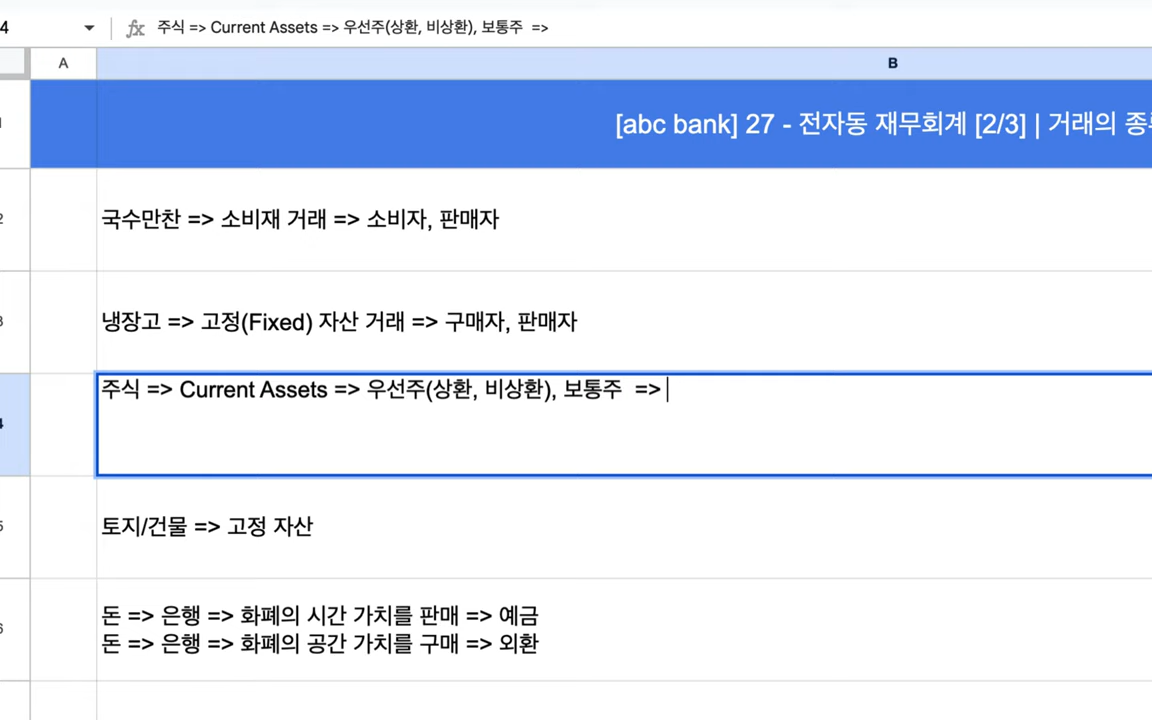 4 fx 주식 => Current Assets => 우선주(상환, 비상환), 보통주  =>
A B
[abc bank] 27 - 전자동 재무회계 [2/3] | 거래의
2 국수만찬 => 소비재 거래 => 소비자, 판매자
3 냉장고 => 고정(Fixed) 자산 거래 => 구매자, 판매자
4 주식 => Current Assets => 우선주(상환, 비상환), 보통주  =>
5 토지/건물 => 고정 자산
6 돈 => 은행 => 화폐의 시간 가치를 판매 => 예금
돈 => 은행 => 화폐의 공간 가치를 구매 => 외환